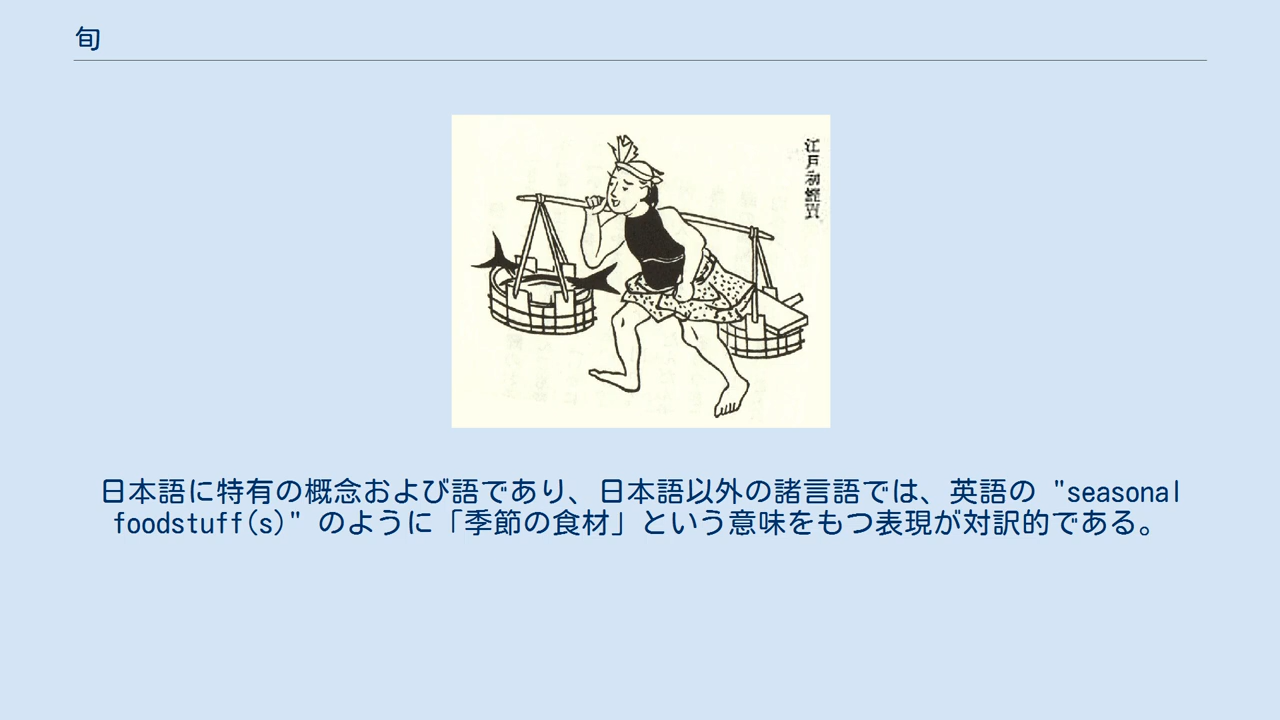 旬
江戸初鰹賣
日本語に特有の概念および語であり、日本語以外の諸言語では、英語の "seasonal
foodstuff(s)" のように「季節の食材」という意味をもつ表現が対訳的である。